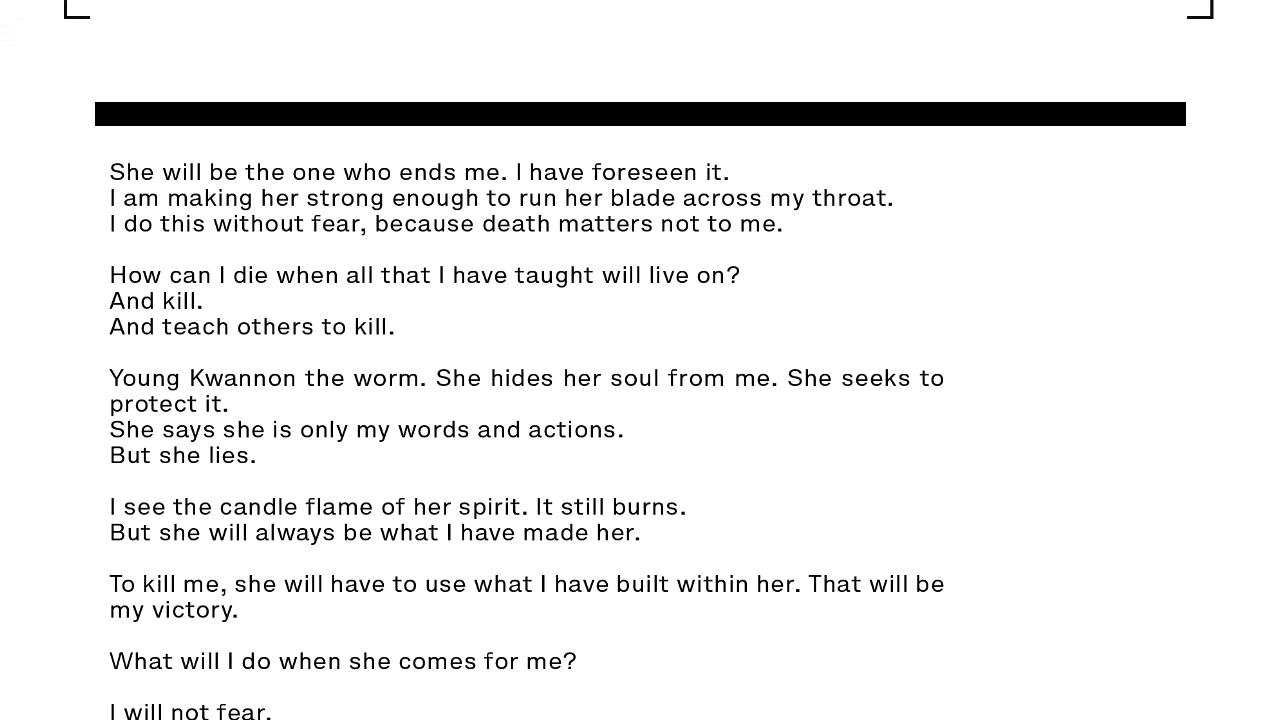 She will be the one who ends me. I have foreseen it.
I am making her strong enough to run her blade across my throat.
I do this without fear, because death matters not to me.
How can I die when all that I have taught will live on?
And kill.
And teach others to kill.
Young Kwannon the worm. She hides her soul from me. She seeks to
protect it.
She says she is only my words and actions.
But she lies.
I see the candle flame of her spirit. It still burns.
But she will always be what I have made her.
To kill me, she will have to use what I have built within her. That will be
my victory.
What will I do when she comes for me?
I will not fear.